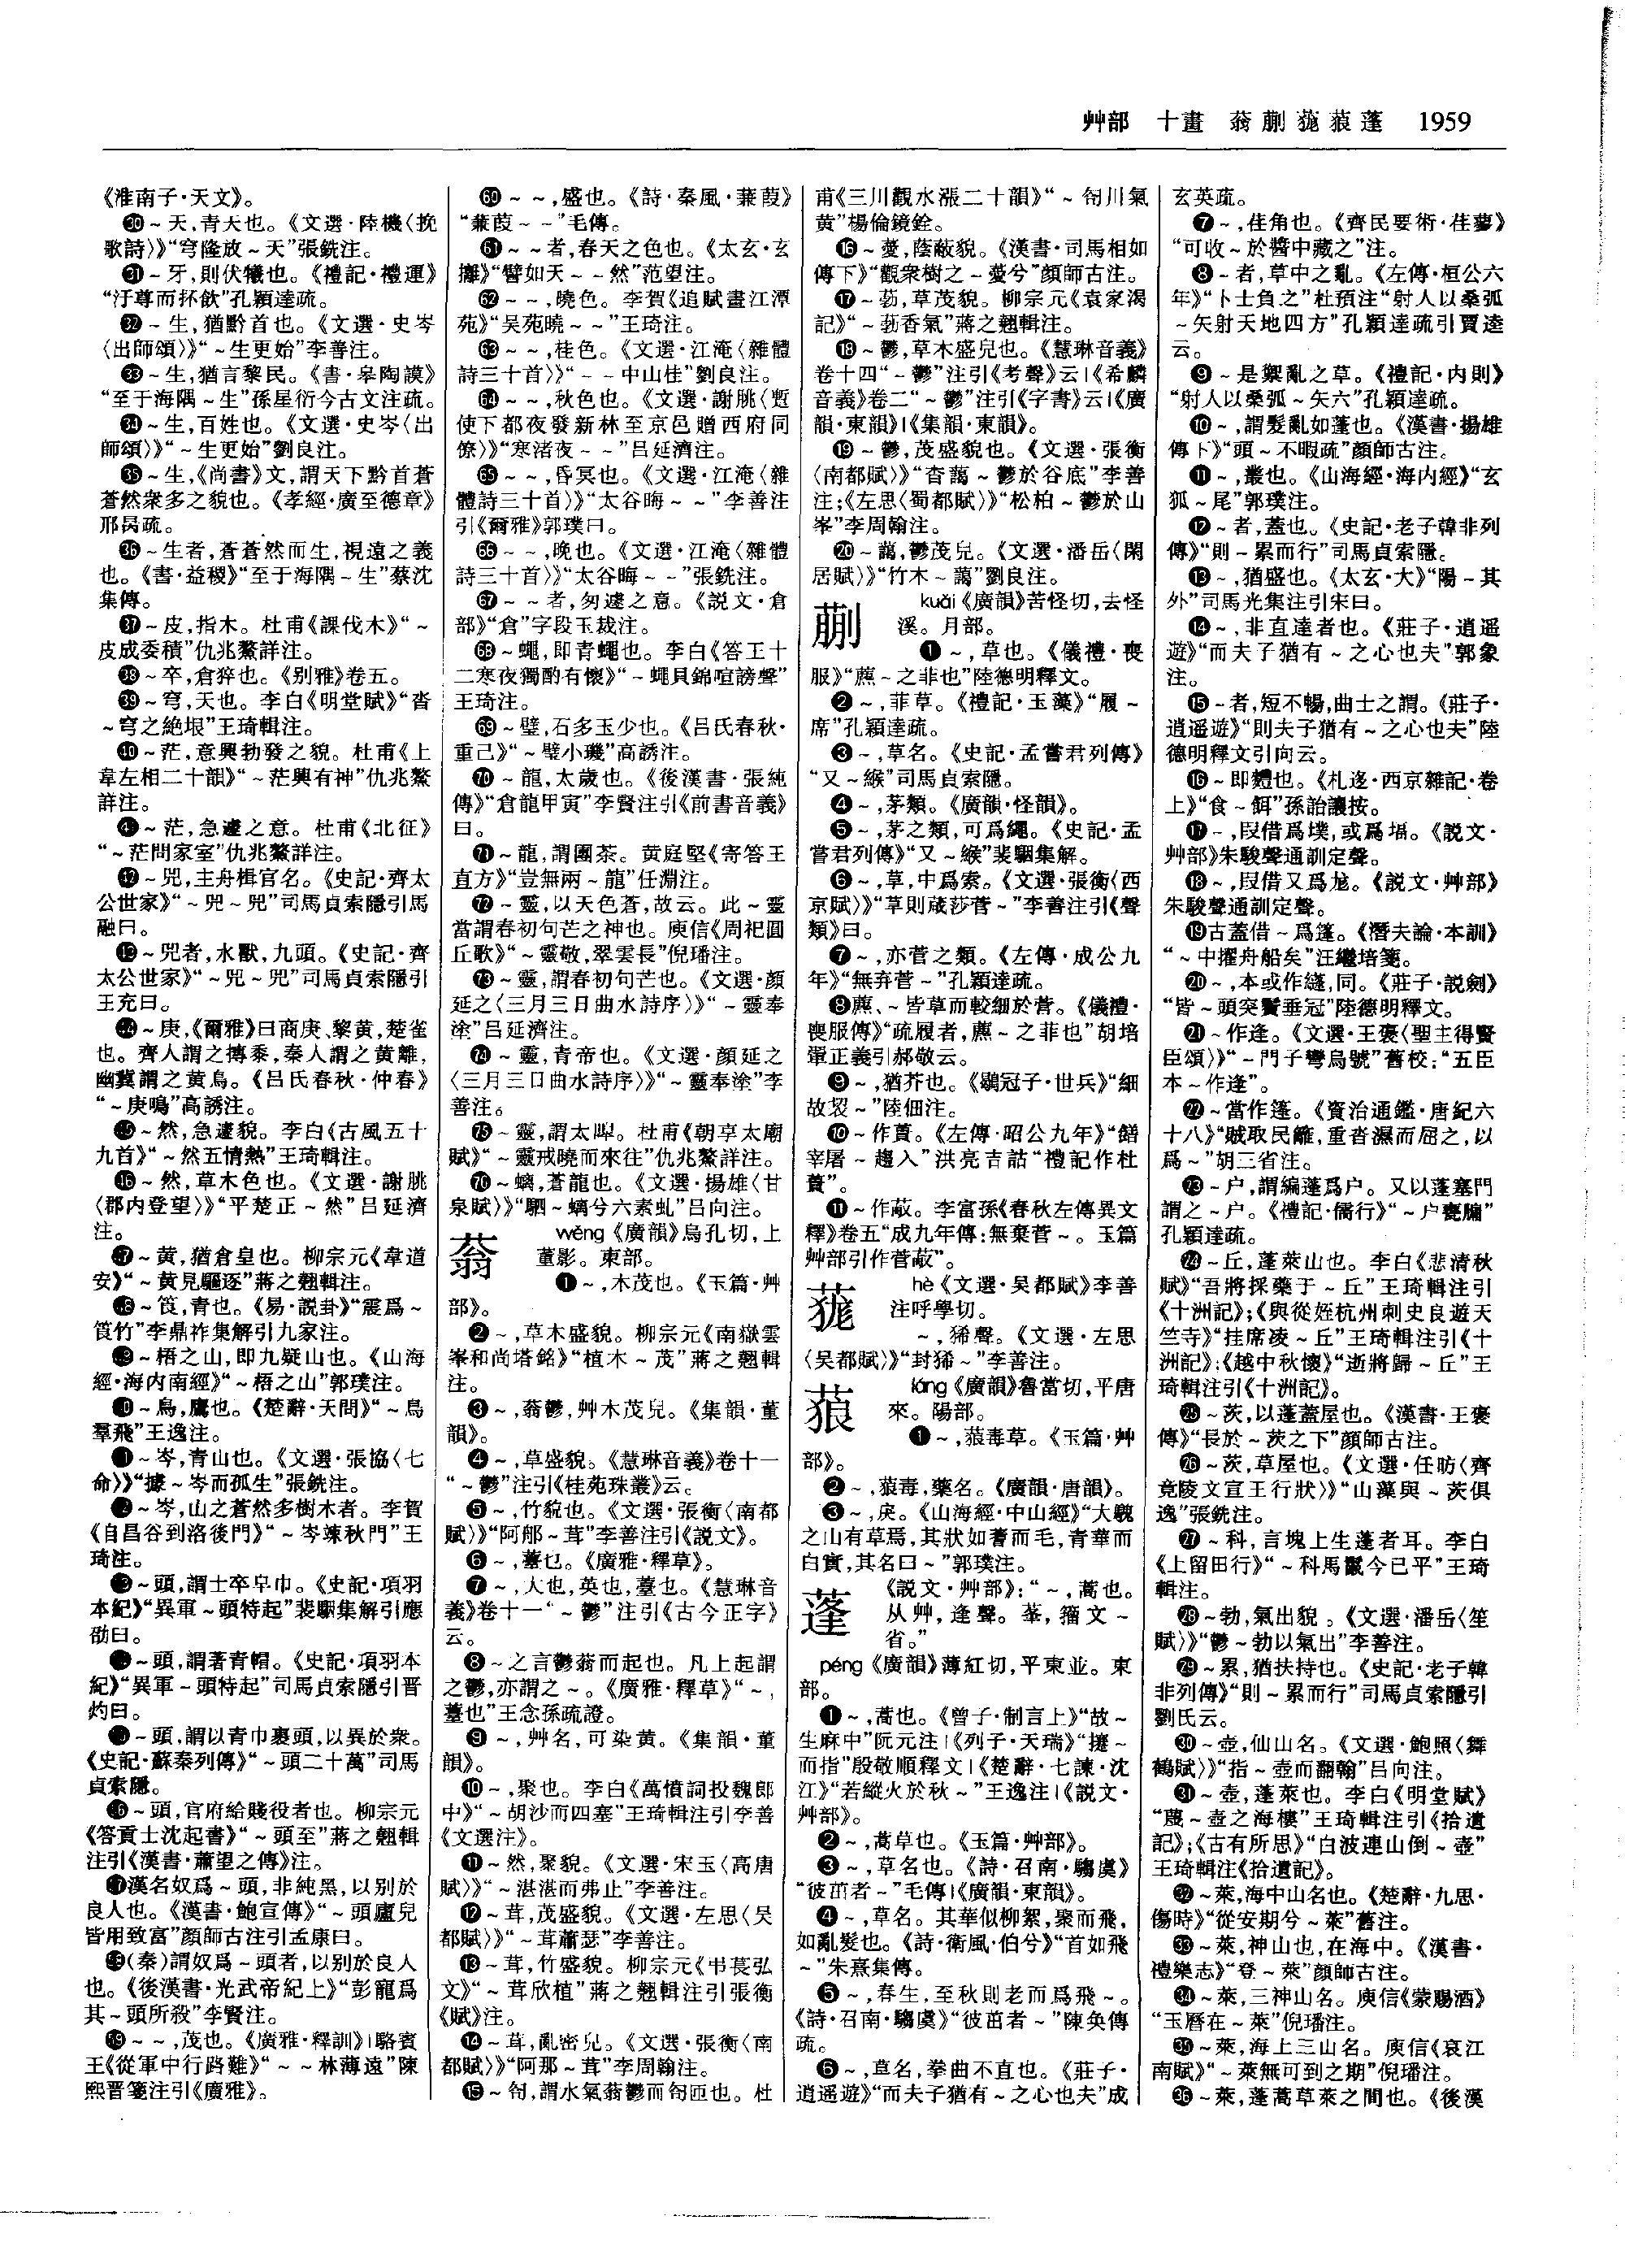 艸部　十畫　蓊蒯䔳蒗蓬　1959
《淮南子·天文》。
㉚~天,青天也。《文選·陸機〈挽
歌詩〉》“穹隆放~天”張銑注。
㉛~牙,則伏犧也。《禮記·禮運》
“汙尊而抔飲”孔穎達疏。
㉜~生,猶黔首也。《文選·史岑
〈出師頌〉》“~生更始”李善注。
㉝~生,猶言黎民。《書·皋陶謨》
“至于海隅~生”孫星衍今古文注疏。
㉞~生,百姓也。《文選·史岑〈出
師頌〉》“~生更始”劉良注。
㉟~生,《尚書》文,謂天下黔首蒼
蒼然衆多之貌也。《孝經·廣至德章》
邢昺疏。
㊱~生者,蒼蒼然而生,視遠之義
也。《書·益稷》“至于海隅~生”蔡沈
集傳。
㊲~皮,指木。杜甫《課伐木》“~
皮成委積”仇兆鰲詳注。
㊳~卒,倉猝也。《别雅》卷五。
㊴~穹,天也。李白《明堂賦》“沓
~穹之絶垠”王琦輯注。
㊵~茫,意興勃發之貌。杜甫《上
韋左相二十韻》“~茫興有神”仇兆鰲
詳注。
㊶~茫,急遽之意。杜甫《北征》
“~茫問家室”仇兆鰲詳注。
㊷~兕,主舟楫官名。《史記·齊太
公世家》“~兕~兕”司馬貞索隱引馬
融曰。
㊸~兕者,水獸,九頭。《史記·齊
太公世家》“~兕~兕”司馬貞索隱引
王充曰。
㊹~庚,《爾雅》曰商庚、黎黄,楚雀
也。齊人謂之摶黍,秦人謂之黄離,
幽冀謂之黄鳥。《吕氏春秋·仲春》
“~庚鳴”高誘注。
㊺~然,急遽貌。李白《古風五十
九首》“~然五情熱”王琦輯注。
㊻~然,草木色也。《文選·謝朓
〈郡内登望〉》“平楚正~然”吕延濟
注。
㊼~黄,猶倉皇也。柳宗元《韋道
安》“~黄見驅逐”蔣之翹輯注。
㊽~筤,青也。《易·説卦》“震爲~
筤竹”李鼎祚集解引九家注。
㊾~梧之山,即九疑山也。《山海
經·海内南經》“~梧之山”郭璞注。
㊿~鳥,鷹也。《楚辭·天問》“~鳥
羣飛”王逸注。
~岑,青山也。《文選·張協〈七
命〉》“據~岑而孤生”張銑注。
~岑,山之蒼然多樹木者。李賀
《自昌谷到洛後門》“~岑竦秋門”王
琦注。
~頭,謂士卒皁巾。《史記·項羽
本紀》“異軍~頭特起”裴駰集解引應
劭曰。
~頭,謂著青帽。《史記·項羽本
紀》“異軍~頭特起”司馬貞索隱引晋
灼曰。
~頭,謂以青巾裹頭,以異於衆。
《史記·蘇秦列傳》“~頭二十萬”司馬
貞索隱。
~頭,官府給賤役者也。柳宗元
《答貢士沈起書》“~頭至”蔣之翹輯
注引《漢書·蕭望之傳》注。
漢名奴爲~頭,非純黑,以别於
良人也。《漢書·鮑宣傳》“~頭廬兒
皆用致富”顔師古注引孟康曰。
(秦)謂奴爲~頭者,以别於良人
也。《後漢書·光武帝紀上》“彭寵爲
其~頭所殺”李賢注。
~~,茂也。《廣雅·釋訓》|駱賓
王《從軍中行路難》“~~林薄遠”陳
熙晋箋注引《廣雅》。
60~~,盛也。《詩·秦風·蒹葭》
“蒹葭~~”毛傳。
61~~者,春天之色也。《太玄·玄
攡》“譬如天~~然”范望注。
62~~,曉色。李賀《追賦畫江潭
苑》“吴苑曉~~”王琦注。
63~~,桂色。《文選·江淹〈雜體
詩三十首〉》“~~中山桂”劉良注。
64~~,秋色也。《文選·謝朓〈蹔
使下都夜發新林至京邑贈西府同
僚〉》“寒渚夜~~”吕延濟注。
65~~,昏冥也。《文選·江淹〈雜
體詩三十首〉》“太谷晦~~”李善注
引《爾雅》郭璞曰。
66~~,晚也。《文選·江淹〈雜體
詩三十首〉》“太谷晦~~”張銑注。
67~~者,匆遽之意。《説文·倉
部》“倉”字段玉裁注。
68~蠅,即青蠅也。李白《答王十
二寒夜獨酌有懷》“~蠅貝錦喧謗聲”
王琦注。
69~璧,石多玉少也。《吕氏春秋·
重己》“~璧小璣”高誘注。
70~龍,太歲也。《後漢書·張純
傳》“倉龍甲寅”李賢注引《前書音義》
曰。
71~龍,謂團茶。黄庭堅《寄答王
直方》“豈無兩~龍”任淵注。
72~靈,以天色蒼,故云。此~靈
當謂春初句芒之神也。庾信《周祀圓
丘歌》“~靈敬,翠雲長”倪璠注。
73~靈,謂春初句芒也。《文選·顔
延之〈三月三日曲水詩序〉》“~靈奉
塗”吕延濟注。
74~靈,青帝也。《文選·顔延之
〈三月三日曲水詩序〉》“~靈奉塗”李
善注。
75~靈,謂太皞。杜甫《朝享太廟
賦》“~靈戒曉而來往”仇兆鰲詳注。
76~螭,蒼龍也。《文選·揚雄〈甘
泉賦〉》“駟~螭兮六素虬”吕向注。
蓊
wěng《廣韻》烏孔切,上
董影。東部。
❶~,木茂也。《玉篇·艸
部》。
❷~,草木盛貌。柳宗元《南嶽雲
峯和尚塔銘》“植木~茂”蔣之翹輯
注。
❸~,蓊鬱,艸木茂皃。《集韻·董
韻》。
❹~,草盛貌。《慧琳音義》卷十一
“~鬱”注引《桂苑珠叢》云。
❺~,竹貌也。《文選·張衡〈南都
賦〉》“阿那~茸”李善注引《説文》。
❻~,薹也。《廣雅·釋草》。
❼~,大也,英也,薹也。《慧琳音
義》卷十一“~鬱”注引《古今正字》
云。
❽~之言鬱蓊而起也。凡上起謂
之鬱,亦謂之~。《廣雅·釋草》“~,
薹也”王念孫疏證。
❾~,艸名,可染黄。《集韻·董
韻》。
❿~,聚也。李白《萬憤詞投魏郎
中》“~胡沙而四塞”王琦輯注引李善
《文選注》。
⓫~然,聚貌。《文選·宋玉〈高唐
賦〉》“~湛湛而弗止”李善注。
⓬~茸,茂盛貌。《文選·左思〈吴
都賦〉》“~茸蕭瑟”李善注。
⓭~茸,竹盛貌。柳宗元《弔萇弘
文》“~茸欣植”蔣之翹輯注引張衡
《賦》注。
⓮~茸,亂密皃。《文選·張衡〈南
都賦〉》“阿那~茸”李周翰注。
⓯~匌,謂水氣蓊鬱而匌匝也。杜
甫《三川觀水漲二十韻》“~匌川氣
黄”楊倫鏡銓。
⓰~薆,蔭蔽貌。《漢書·司馬相如
傳下》“觀衆樹之~薆兮”顔師古注。
⓱~葧,草茂貌。柳宗元《袁家渴
記》“~葧香氣”蔣之翹輯注。
⓲~鬱,草木盛皃也。《慧琳音義》
卷十四“~鬱”注引《考聲》云|《希麟
音義》卷二“~鬱”注引《字書》云|《廣
韻·東韻》|《集韻·東韻》。
⓳~鬱,茂盛貌也。《文選·張衡
〈南都賦〉》“杳藹~鬱於谷底”李善
注;《左思〈蜀都賦〉》“松柏~鬱於山
峯”李周翰注。
⓴~藹,鬱茂皃。《文選·潘岳〈閑
居賦〉》“竹木~藹”劉良注。
蒯
kuǎi《廣韻》苦怪切,去怪
溪。月部。
❶~,草也。《儀禮·喪
服》“藨~之菲也”陸德明釋文。
❷~,菲草。《禮記·玉藻》“履~
席”孔穎達疏。
❸~,草名。《史記·孟嘗君列傳》
“又~緱”司馬貞索隱。
❹~,茅類。《廣韻·怪韻》。
❺~,茅之類,可爲繩。《史記·孟
嘗君列傳》“又~緱”裴駰集解。
❻~,草,中爲索。《文選·張衡〈西
京賦〉》“草則葴莎菅~”李善注引《聲
類》曰。
❼~,亦菅之類。《左傳·成公九
年》“無弃菅~”孔穎達疏。
❽藨、~皆草而較細於菅。《儀禮·
喪服傳》“疏屨者,藨~之菲也”胡培
翬正義引郝敬云。
❾~,猶芥也。《鶡冠子·世兵》“細
故袃~”陸佃注。
❿~作蕢。《左傳·昭公九年》“膳
宰屠~趨入”洪亮吉詁“禮記作杜
蕢”。
⓫~作蔽。李富孫《春秋左傳異文
釋》卷五“成九年傳:無棄菅~。玉篇
艸部引作菅蔽”。
䔳
hè《文選·吴都賦》李善
注呼學切。
~,豨聲。《文選·左思
〈吴都賦〉》“封豨~”李善注。
蒗
láng《廣韻》魯當切,平唐
來。陽部。
❶~,蒗毒草。《玉篇·艸
部》。
❷~,蒗毒,藥名。《廣韻·唐韻》。
❸~,戾。《山海經·中山經》“大騩
之山有草焉,其狀如蓍而毛,青華而
白實,其名曰~”郭璞注。
蓬
《説文·艸部》:“~,蒿也。
从艸,逢聲。莑,籀文~
省。”
péng《廣韻》薄紅切,平東並。東
部。
❶~,蒿也。《曾子·制言上》“故~
生麻中”阮元注|《列子·天瑞》“攓~
而指”殷敬順釋文|《楚辭·七諫·沈
江》“若縱火於秋~”王逸注|《説文·
艸部》。
❷~,蒿草也。《玉篇·艸部》。
❸~,草名也。《詩·召南·騶虞》
“彼茁者~”毛傳|《廣韻·東韻》。
❹~,草名。其華似柳絮,聚而飛,
如亂髮也。《詩·衛風·伯兮》“首如飛
~”朱熹集傳。
❺~,春生,至秋則老而爲飛~。
《詩·召南·騶虞》“彼茁者~”陳奂傳
疏。
❻~,草名,拳曲不直也。《莊子·
逍遥遊》“而夫子猶有~之心也夫”成
玄英疏。
❼~,荏角也。《齊民要術·荏蓼》
“可收~於醬中藏之”注。
❽~者,草中之亂。《左傳·桓公六
年》“卜士負之”杜預注“射人以桑弧
~矢射天地四方”孔穎達疏引賈逵
云。
❾~是禦亂之草。《禮記·内則》
“射人以桑弧~矢六”孔穎達疏。
❿~,謂髮亂如蓬也。《漢書·揚雄
傳下》“頭~不暇疏”顔師古注。
⓫~,叢也。《山海經·海内經》“玄
狐~尾”郭璞注。
⓬~者,蓋也。《史記·老子韓非列
傳》“則~累而行”司馬貞索隱。
⓭~,猶盛也。《太玄·大》“陽~其
外”司馬光集注引宋曰。
⓮~,非直達者也。《莊子·逍遥
遊》“而夫子猶有~之心也夫”郭象
注。
⓯~者,短不暢,曲士之謂。《莊子·
逍遥遊》“則夫子猶有~之心也夫”陸
德明釋文引向云。
⓰~即䴿也。《札迻·西京雜記·卷
上》“食~餌”孫詒讓按。
⓱~,叚借爲墣,或爲堛。《説文·
艸部》朱駿聲通訓定聲。
⓲~,叚借又爲尨。《説文·艸部》
朱駿聲通訓定聲。
⓳古蓋借~爲篷。《潛夫論·本訓》
“~中擢舟船矣”汪繼培箋。
⓴~,本或作鏠,同。《莊子·説劍》
“皆~頭突鬢垂冠”陸德明釋文。
㉑~作逢。《文選·王褒〈聖主得賢
臣頌〉》“~門子彎烏號”舊校:“五臣
本~作逢”。
㉒~當作篷。《資治通鑑·唐紀六
十八》“賊取民籬,重沓濕而屈之,以
爲~”胡三省注。
㉓~户,謂編蓬爲户。又以蓬塞門
謂之~户。《禮記·儒行》“~户甕牖”
孔穎達疏。
㉔~丘,蓬萊山也。李白《悲清秋
賦》“吾將採藥于~丘”王琦輯注引
《十洲記》;《與從姪杭州刺史良遊天
竺寺》“挂席凌~丘”王琦輯注引《十
洲記》;《越中秋懷》“逝將歸~丘”王
琦輯注引《十洲記》。
㉕~茨,以蓬蓋屋也。《漢書·王褒
傳》“長於~茨之下”顔師古注。
㉖~茨,草屋也。《文選·任昉〈齊
竟陵文宣王行狀〉》“山藻與~茨俱
逸”張銑注。
㉗~科,言塊上生蓬者耳。李白
《上留田行》“~科馬鬣今已平”王琦
輯注。
㉘~勃,氣出貌。《文選·潘岳〈笙
賦〉》“鬱~勃以氣出”李善注。
㉙~累,猶扶持也。《史記·老子韓
非列傳》“則~累而行”司馬貞索隱引
劉氏云。
㉚~壺,仙山名。《文選·鮑照〈舞
鶴賦〉》“指~壺而翻翰”吕向注。
㉛~壺,蓬萊也。李白《明堂賦》
“蔑~壺之海樓”王琦輯注引《拾遺
記》;《古有所思》“白波連山倒~壺”
王琦輯注《拾遺記》。
㉜~萊,海中山名也。《楚辭·九思·
傷時》“從安期兮~萊”舊注。
㉝~萊,神山也,在海中。《漢書·
禮樂志》“登~萊”顔師古注。
㉞~萊,三神山名。庾信《蒙賜酒》
“玉曆在~萊”倪璠注。
㉟~萊,海上三山名。庾信《哀江
南賦》“~萊無可到之期”倪璠注。
㊱~萊,蓬蒿草萊之間也。《後漢